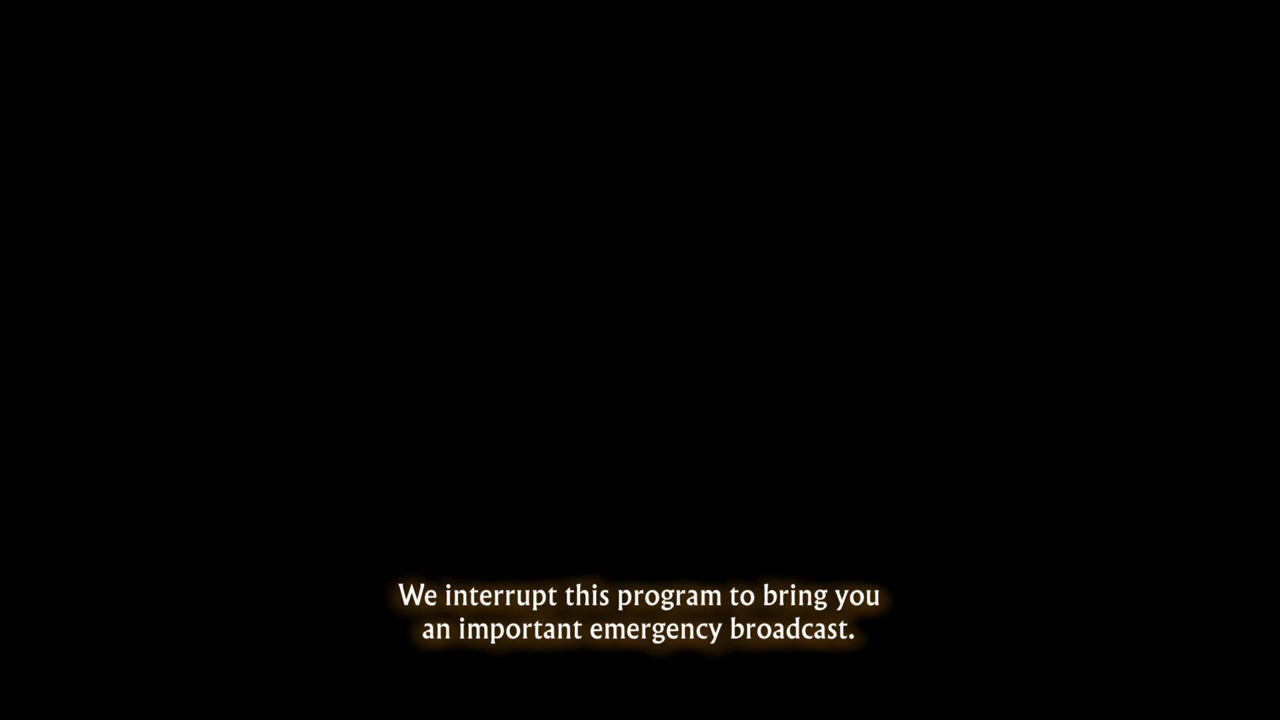 We interrupt this program to bring you
an important emergency broadcast.